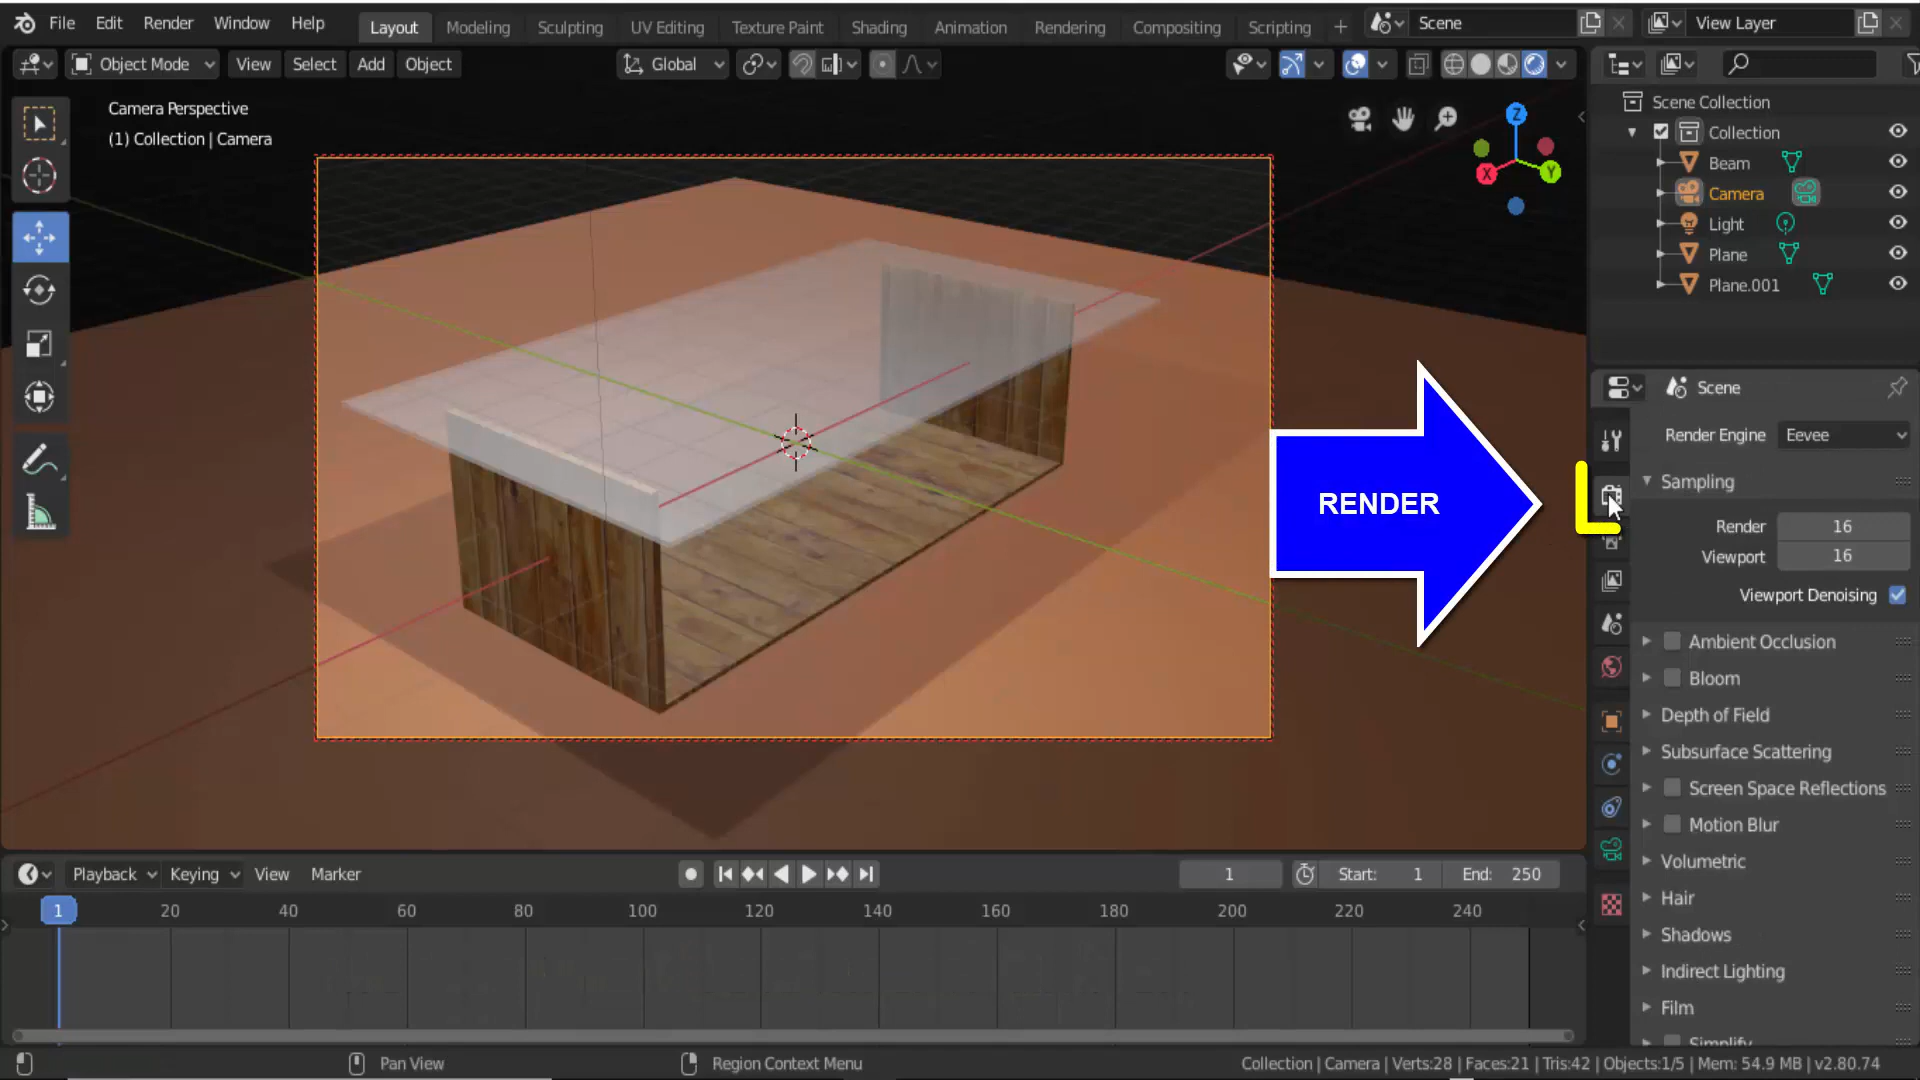 File Edit Render Window Help Layout Modeling Sculpting UV Editing Texture Paint Shading Animation Rendering Compositing Scripting + Scene View Layer
Object Mode View Select Add Object Global
Camera Perspective
(1) Collection | Camera
Z
X
Y
Scene Collection
Collection
Beam
Camera
Light
Plane
Plane.001
Scene
Render Engine Eevee
Sampling
Render 16
Viewport 16
Viewport Denoising
Ambient Occlusion
Bloom
Depth of Field
Subsurface Scattering
Screen Space Reflections
Motion Blur
Volumetric
Hair
Shadows
Indirect Lighting
Film
Simplify
RENDER
Playback Keying View Marker 1 Start: 1 End: 250
1 20 40 60 80 100 120 140 160 180 200 220 240
Pan View Region Context Menu Collection | Camera | Verts:28 | Faces:21 | Tris:42 | Objects:1/5 | Mem: 54.9 MB | v2.80.74